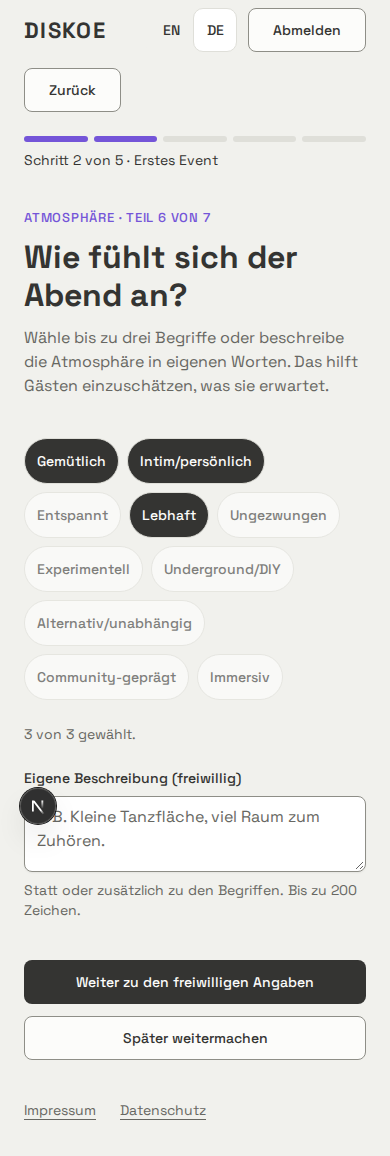 DISKOE
EN
DE
Abmelden
Zurück
Schritt 2 von 5 · Erstes Event
ATMOSPHÄRE · TEIL 6 VON 7
Wie fühlt sich der
Abend an?
Wähle bis zu drei Begriffe oder beschreibe
die Atmosphäre in eigenen Worten. Das hilft
Gästen einzuschätzen, was sie erwartet.
Gemütlich
Intim/persönlich
Entspannt
Lebhaft
Ungezwungen
Experimentell
Underground/DIY
Alternativ/unabhängig
Community-geprägt
Immersiv
3 von 3 gewählt.
Eigene Beschreibung (freiwillig)
N
B. Kleine Tanzfläche, viel Raum zum
Zuhören.
Statt oder zusätzlich zu den Begriffen. Bis zu 200
Zeichen.
Weiter zu den freiwilligen Angaben
Später weitermachen
Impressum
Datenschutz